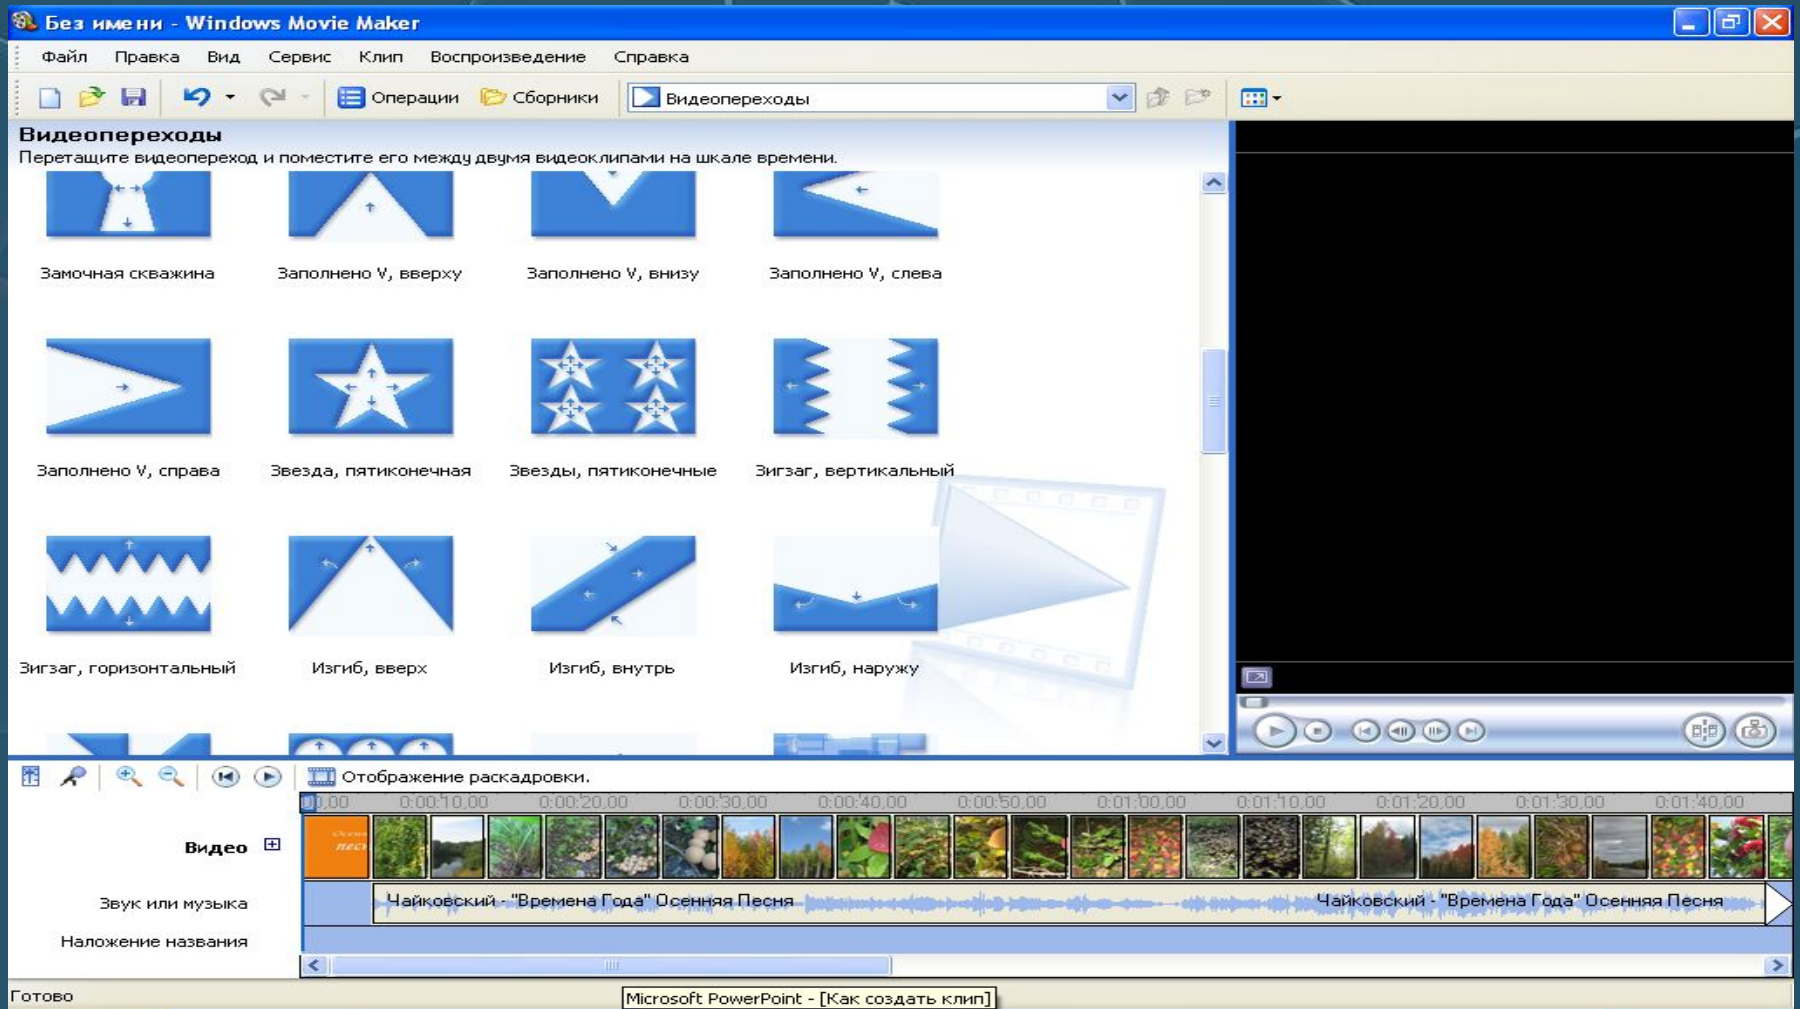 Без имени - Windows Movie Maker
Файл Правка Вид Сервис Клип Воспроизведение Справка
Операции Сборники Видеопереходы
Видеопереходы
Перетащите видеопереход и поместите его между двумя видеоклипами на шкале времени.
Замочная скважина Заполнено V, вверху Заполнено V, внизу Заполнено V, слева
Заполнено V, справа Звезда, пятиконечная Звезды, пятиконечные Зигзаг, вертикальный
Зигзаг, горизонтальный Изгиб, вверх Изгиб, внутрь Изгиб, наружу
Отображение раскадровки.
0:00:10,00 0:00:20,00 0:00:30,00 0:00:40,00 0:00:50,00 0:01:00,00 0:01:10,00 0:01:20,00 0:01:30,00 0:01:40,00
Видео
Звук или музыка
Чайковский - "Времена Года" Осенняя Песня Чайковский - "Времена Года" Осенняя Песня
Наложение названия
Готово
Microsoft PowerPoint - [Как создать клип]